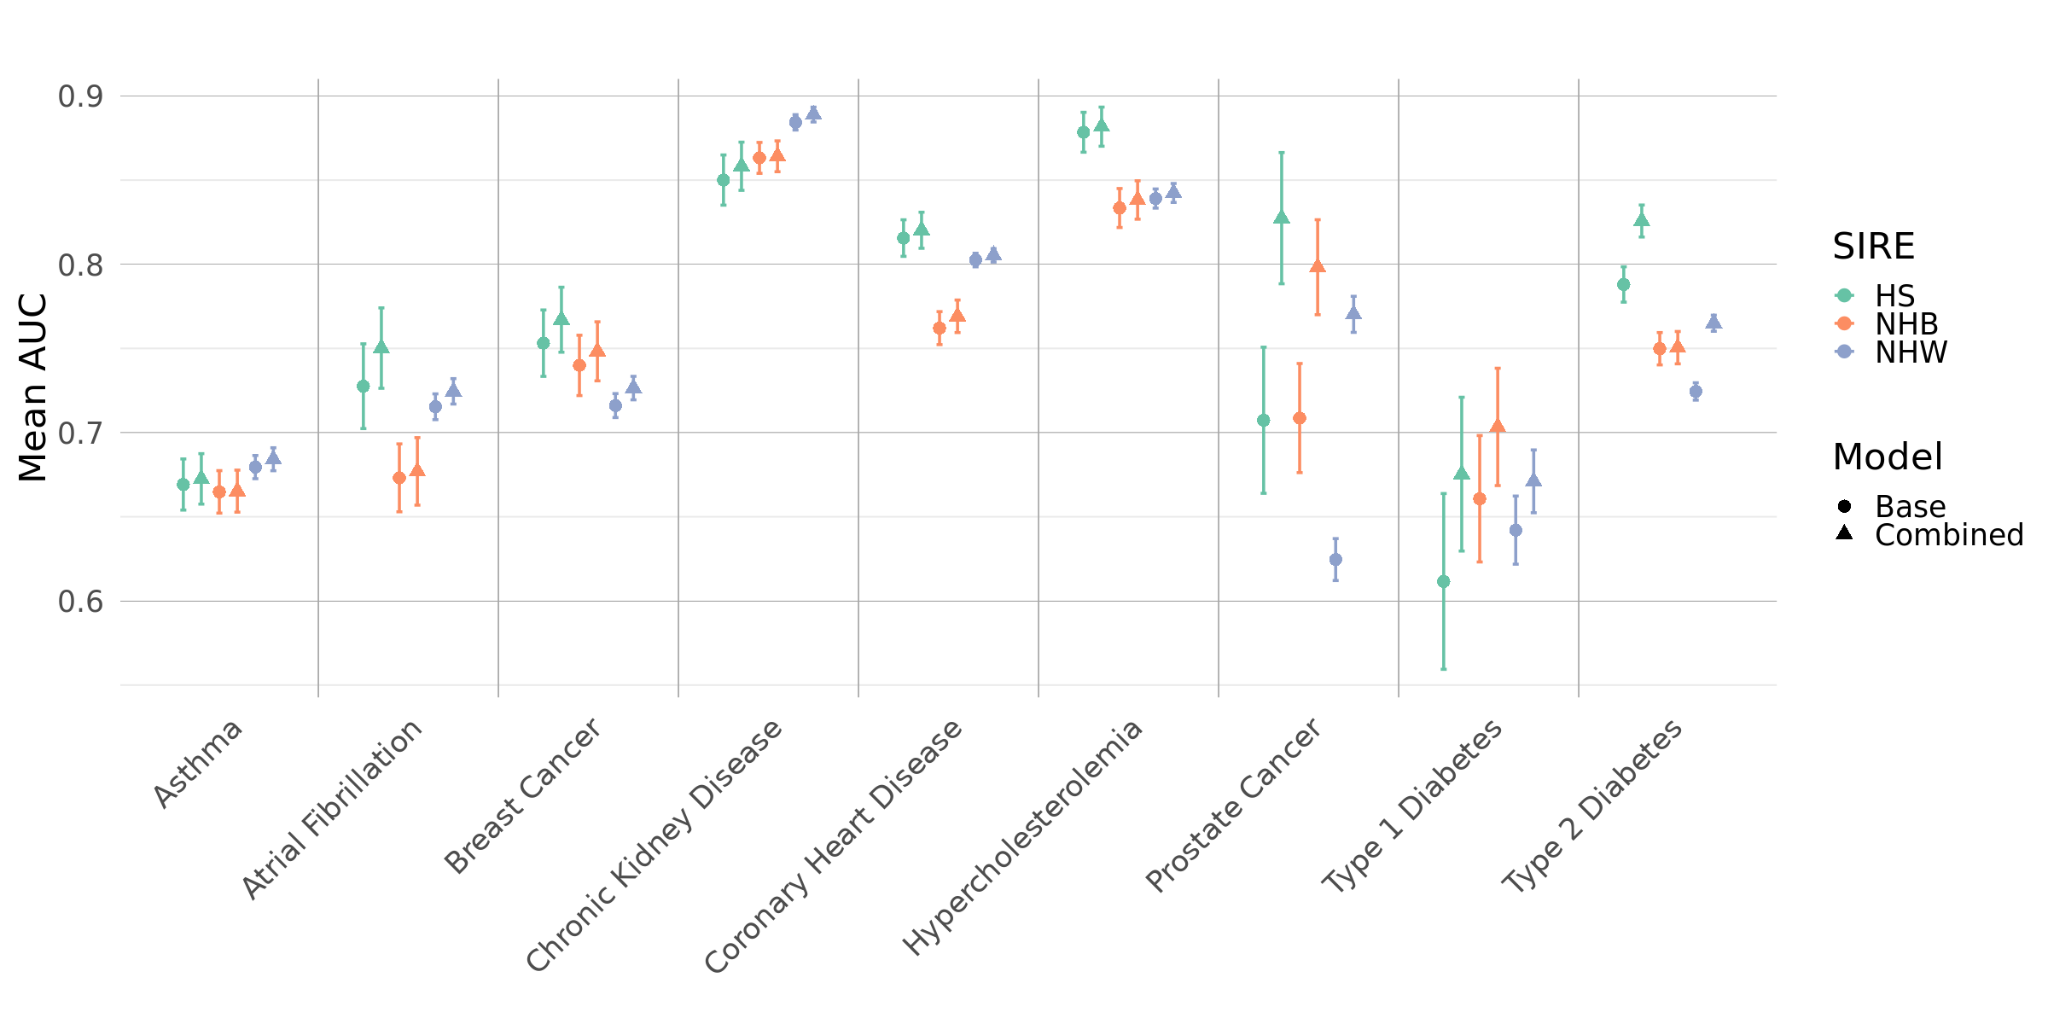 Mean AUC
0.9
0.8
0.7
0.6
Asthma
Atrial Fibrillation
Breast Cancer
Chronic Kidney Disease
Coronary Heart Disease
Hypercholesterolemia
Prostate Cancer
Type 1 Diabetes
Type 2 Diabetes
SIRE
HS
NHB
NHW
Model
Base
Combined